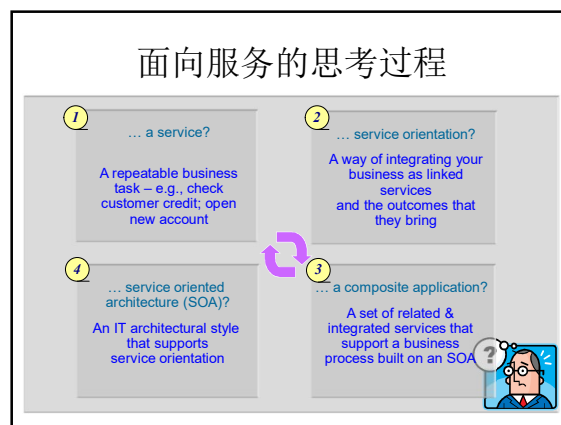 面向服务的思考过程
1
… a service?
A repeatable business
task – e.g., check
customer credit; open
new account
2
… service orientation?
A way of integrating your
business as linked
services
and the outcomes that
they bring
4
… service oriented
architecture (SOA)?
An IT architectural style
that supports
service orientation
3
… a composite application?
A set of related &
integrated services that
support a business
process built on an SOA
?